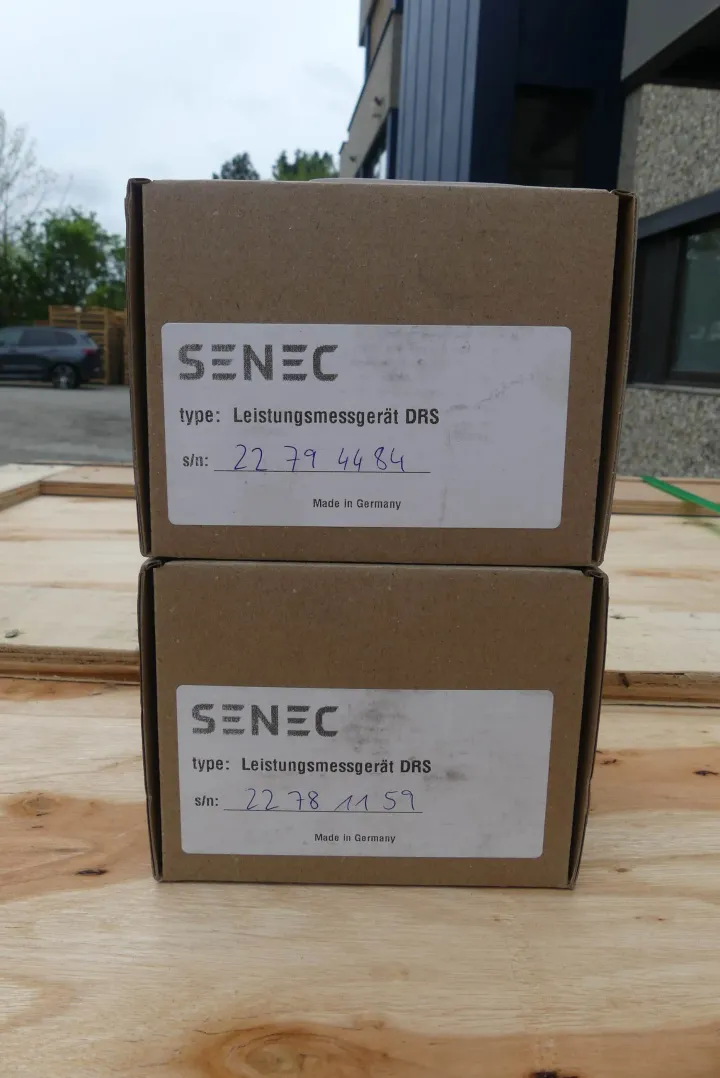 SENEC
type: Leistungsmessgerät DRS
s/n: 22 79 4484
Made in Germany
SENEC
type: Leistungsmessgerät DRS
s/n: 22 78 11 59
Made in Germany